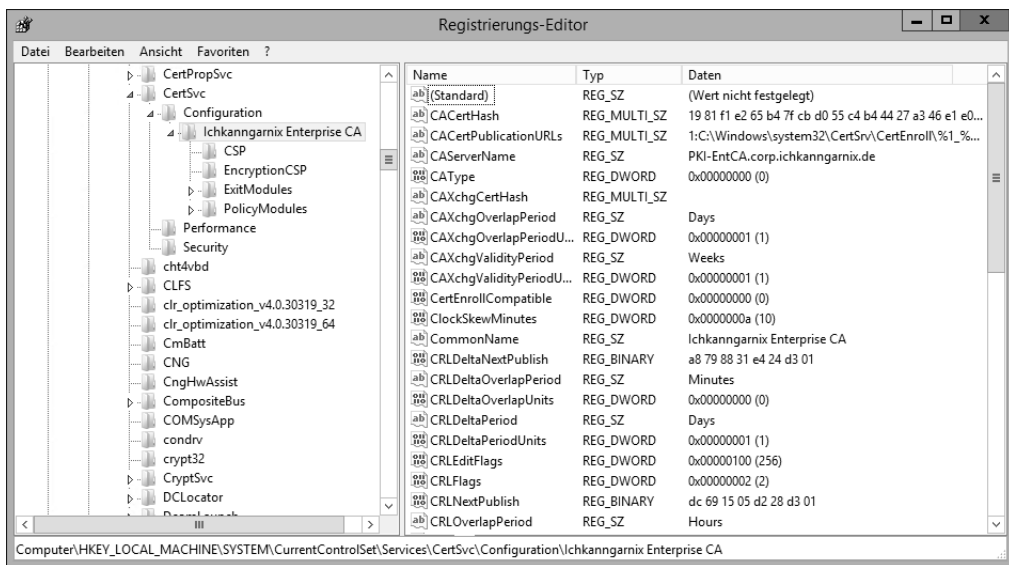 Registrierungs-Editor
Datei Bearbeiten Ansicht Favoriten ?
CertPropSvc
CertSvc
Configuration
Ichkanngarnix Enterprise CA
CSP
EncryptionCSP
ExitModules
PolicyModules
Performance
Security
cht4vbd
CLFS
clr_optimization_v4.0.30319_32
clr_optimization_v4.0.30319_64
CmBatt
CNG
CngHwAssist
CompositeBus
COMSysApp
condrv
crypt32
CryptSvc
DCLocator
Name Typ Daten
(Standard) REG_SZ (Wert nicht festgelegt)
CACertHash REG_MULTI_SZ 19 81 f1 e2 65 b4 7f cb d0 55 c4 b4 44 27 a3 46 e1 e0...
CACertPublicationURLs REG_MULTI_SZ 1:C:\Windows\system32\CertSrv\CertEnroll\%1_%...
CAServerName REG_SZ PKI-EntCA.corp.ichkanngarnix.de
CAType REG_DWORD 0x00000000 (0)
CAXchgCertHash REG_MULTI_SZ
CAXchgOverlapPeriod REG_SZ Days
CAXchgOverlapPeriodU... REG_DWORD 0x00000001 (1)
CAXchgValidityPeriod REG_SZ Weeks
CAXchgValidityPeriodU... REG_DWORD 0x00000001 (1)
CertEnrollCompatible REG_DWORD 0x00000000 (0)
ClockSkewMinutes REG_DWORD 0x0000000a (10)
CommonName REG_SZ Ichkanngarnix Enterprise CA
CRLDeltaNextPublish REG_BINARY a8 79 88 31 e4 24 d3 01
CRLDeltaOverlapPeriod REG_SZ Minutes
CRLDeltaOverlapUnits REG_DWORD 0x00000000 (0)
CRLDeltaPeriod REG_SZ Days
CRLDeltaPeriodUnits REG_DWORD 0x00000001 (1)
CRLEditFlags REG_DWORD 0x00000100 (256)
CRLFlags REG_DWORD 0x00000002 (2)
CRLNextPublish REG_BINARY dc 69 15 05 d2 28 d3 01
CRLOverlapPeriod REG_SZ Hours
Computer\HKEY_LOCAL_MACHINE\SYSTEM\CurrentControlSet\Services\CertSvc\Configuration\Ichkanngarnix Enterprise CA